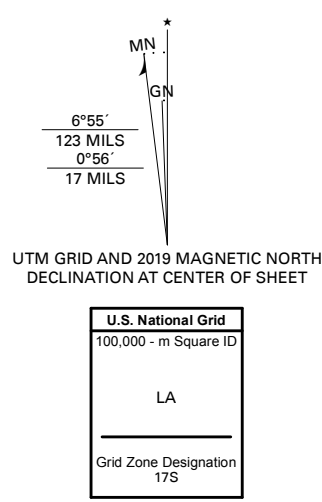 ★
MN
GN
6°55´
123 MILS
0°56´
17 MILS
UTM GRID AND 2019 MAGNETIC NORTH
DECLINATION AT CENTER OF SHEET
U.S. National Grid
100,000 - m Square ID
LA
Grid Zone Designation
17S